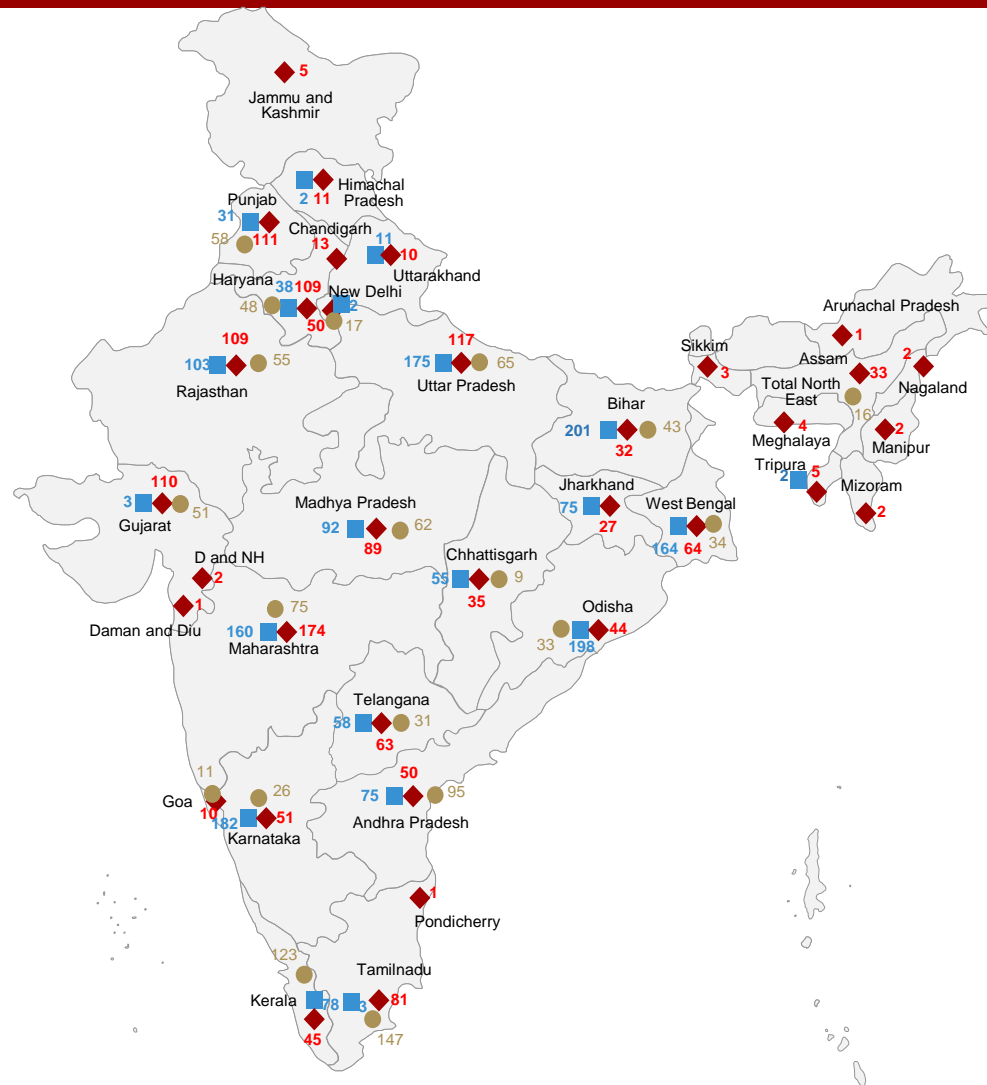 5
Jammu and
Kashmir
2 11
Himachal
Pradesh
Punjab
31
58
111
Chandigarh
13
11
10
Uttarakhand
Haryana
38 109
48
New Delhi
2
50
17
109
103
55
Rajasthan
117
175
65
Uttar Pradesh
Arunachal Pradesh
1
Sikkim
3
Assam
33
2
Nagaland
Total North
East
16
4
Meghalaya
2
Manipur
Tripura
2
5
Mizoram
2
Bihar
201
43
32
110
3
51
Gujarat
Madhya Pradesh
92
62
89
Jharkhand
75
27
West Bengal
164 64
34
Chhattisgarh
55
9
35
D and NH
2
1
Daman and Diu
75
160
174
Maharashtra
Odisha
44
33
198
Telangana
58
31
63
11
Goa
10
26
182
51
Karnataka
50
75
95
Andhra Pradesh
1
Pondicherry
123
Kerala
78
45
Tamilnadu
3
81
147